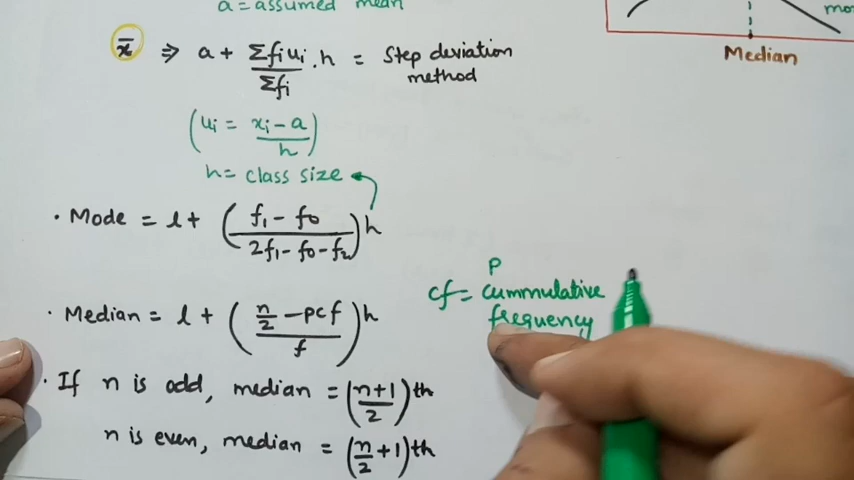 a = assumed mean
x̄ ⇒ a + Σfiui/Σfi . h = Step deviation method
(ui = xi - a / h)
h = class size
· Mode = l + (f1 - f0 / 2f1 - f0 - f2) h
· Median = l + (n/2 - pcf / f) h
P
cf = cummulative
frequency
· If n is odd, median = (n+1/2)th
n is even, median = (n/2 + 1)th
Median